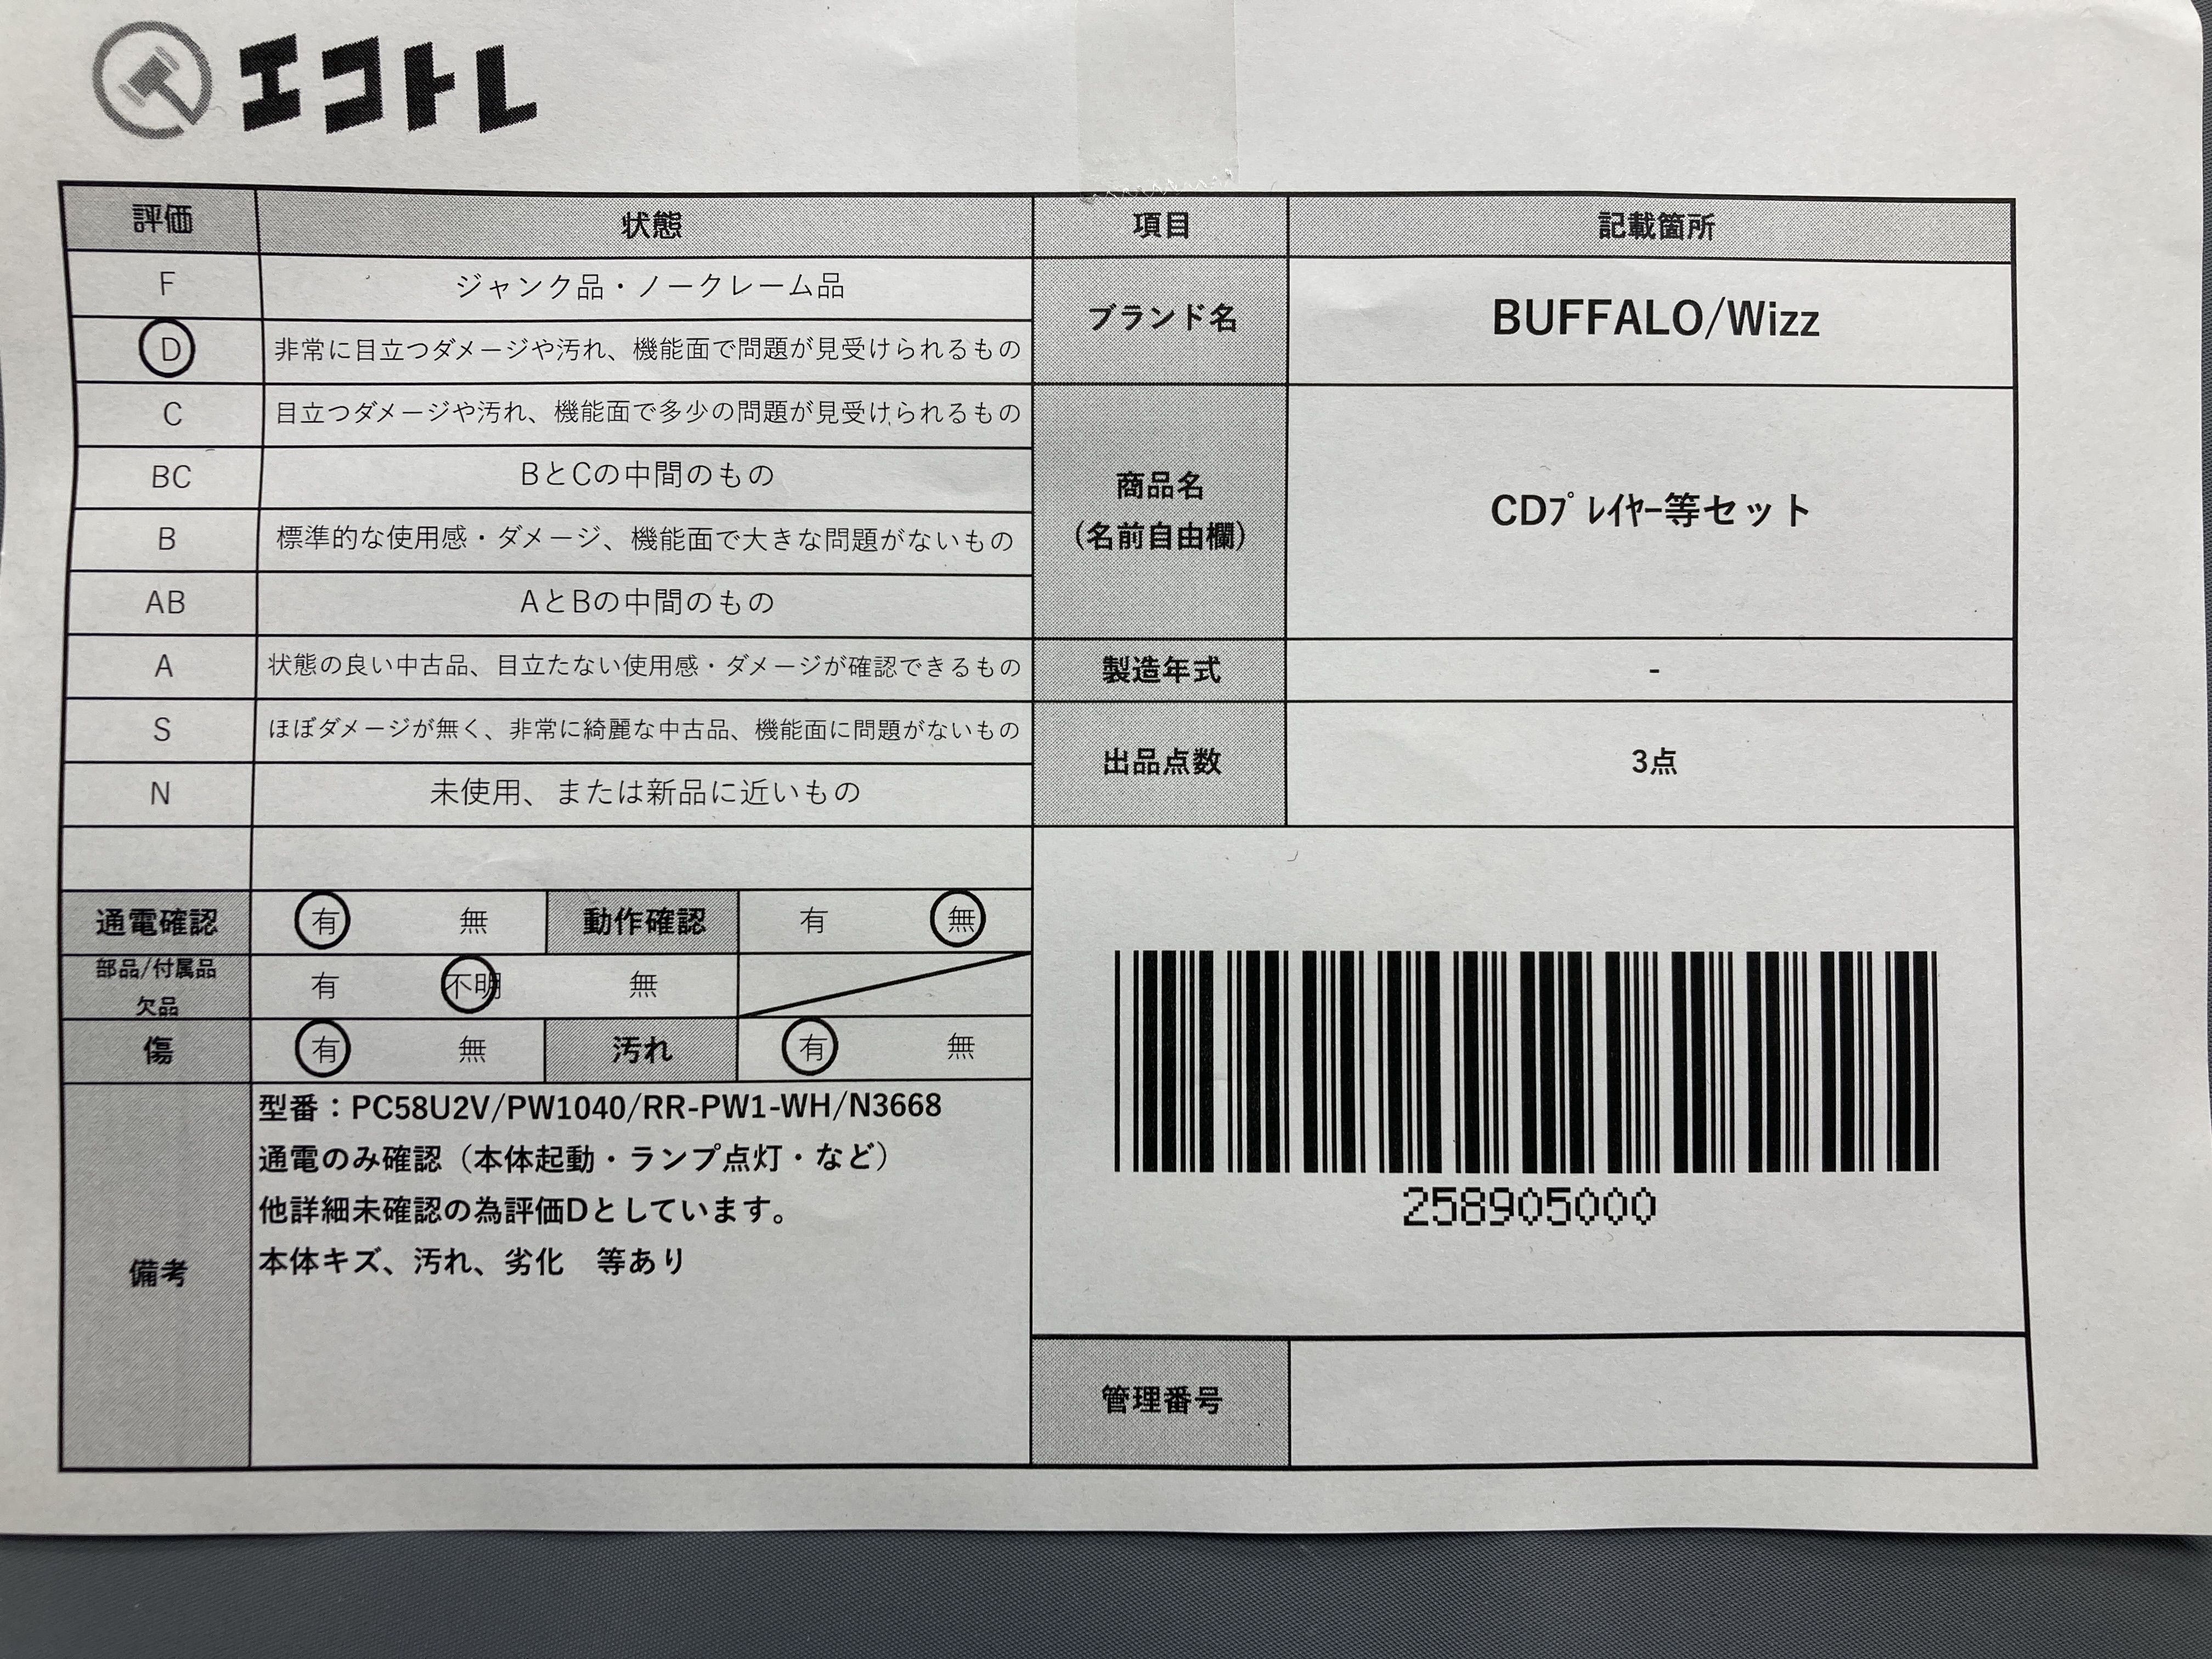 エコトレ
評価 状態 項目 記載箇所
F ジャンク品・ノークレーム品
D 非常に目立つダメージや汚れ、機能面で問題が見受けられるもの
ブランド名 BUFFALO/Wizz
C 目立つダメージや汚れ、機能面で多少の問題が見受けられるもの
BC BとCの中間のもの
B 標準的な使用感・ダメージ、機能面で大きな問題がないもの
商品名
(名前自由欄)
CDﾌﾟﾚｲﾔｰ等セット
AB AとBの中間のもの
A 状態の良い中古品、目立たない使用感・ダメージが確認できるもの
製造年式 -
S ほぼダメージが無く、非常に綺麗な中古品、機能面に問題がないもの
N 未使用、または新品に近いもの
出品点数 3点
通電確認 有 無 動作確認 有 無
部品/付属品
欠品
有 不明 無
傷 有 無 汚れ 有 無
備考
型番：PC58U2V/PW1040/RR-PW1-WH/N3668
通電のみ確認（本体起動・ランプ点灯・など）
他詳細未確認の為評価Dとしています。
本体キズ、汚れ、劣化　等あり
258905000
管理番号